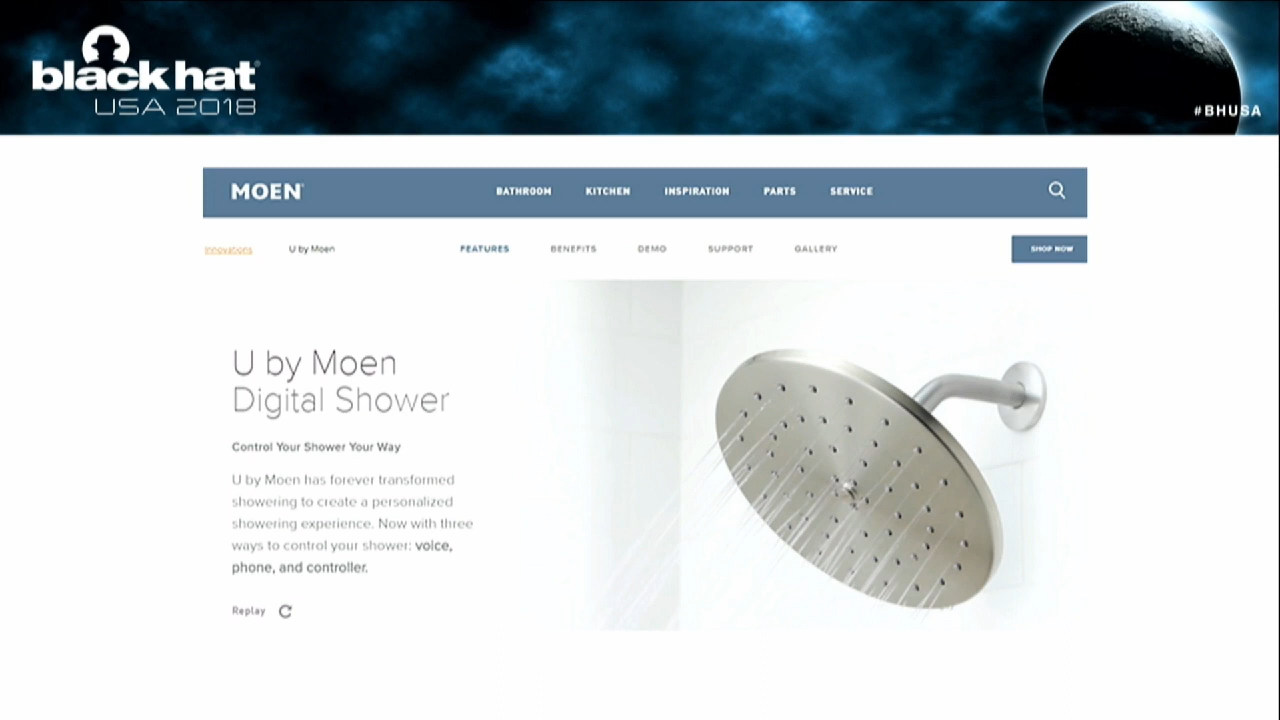 black hat®
USA 2018
#BHUSA
MOEN®
BATHROOM KITCHEN INSPIRATION PARTS SERVICE
Innovations U by Moen FEATURES BENEFITS DEMO SUPPORT GALLERY SHOP NOW
U by Moen
Digital Shower
Control Your Shower Your Way
U by Moen has forever transformed
showering to create a personalized
showering experience. Now with three
ways to control your shower: voice,
phone, and controller.
Replay